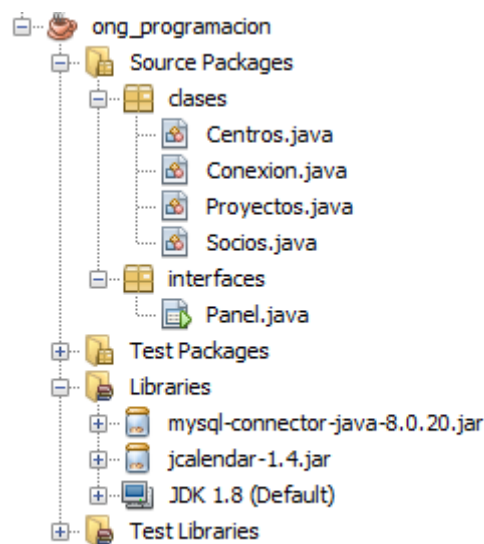 ong_programacion
Source Packages
clases
Centros.java
Conexion.java
Proyectos.java
Socios.java
interfaces
Panel.java
Test Packages
Libraries
mysql-connector-java-8.0.20.jar
jcalendar-1.4.jar
JDK 1.8 (Default)
Test Libraries